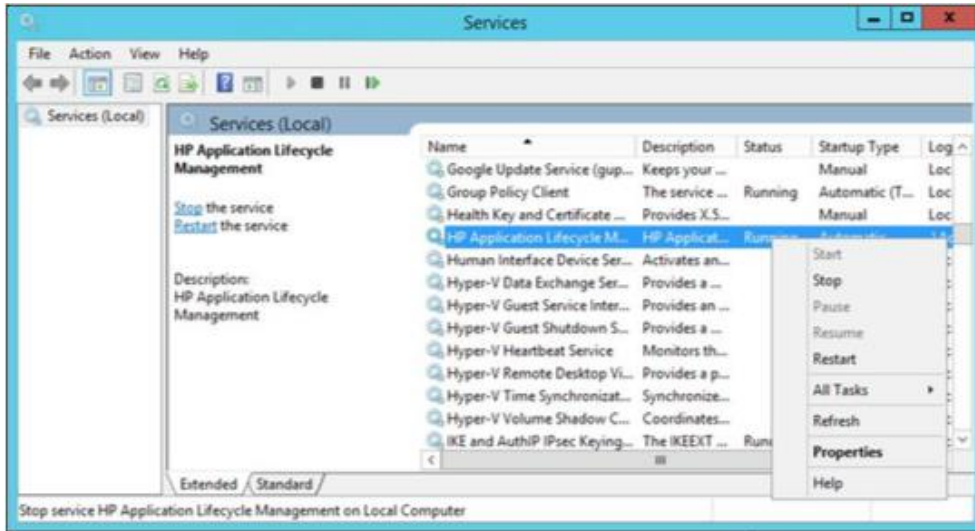 Services
File Action View Help
Services (Local)
Services (Local)
HP Application Lifecycle
Management
Stop the service
Restart the service
Description:
HP Application Lifecycle
Management
Name Description Status Startup Type Log
Google Update Service (gup... Keeps your ... Manual Loc
Group Policy Client The service ... Running Automatic (T... Loc
Health Key and Certificate ... Provides X.5... Manual Loc
HP Application Lifecycle M... HP Applicat... Running Automatic
Human Interface Device Ser... Activates an...
Hyper-V Data Exchange Ser... Provides a ...
Hyper-V Guest Service Inter... Provides an ...
Hyper-V Guest Shutdown S... Provides a ...
Hyper-V Heartbeat Service Monitors th...
Hyper-V Remote Desktop Vi... Provides a p...
Hyper-V Time Synchronizat... Synchronize...
Hyper-V Volume Shadow C... Coordinates...
IKE and AuthIP IPsec Keying... The IKEEXT ... Run
Start
Stop
Pause
Resume
Restart
All Tasks
Refresh
Properties
Help
Extended Standard
Stop service HP Application Lifecycle Management on Local Computer